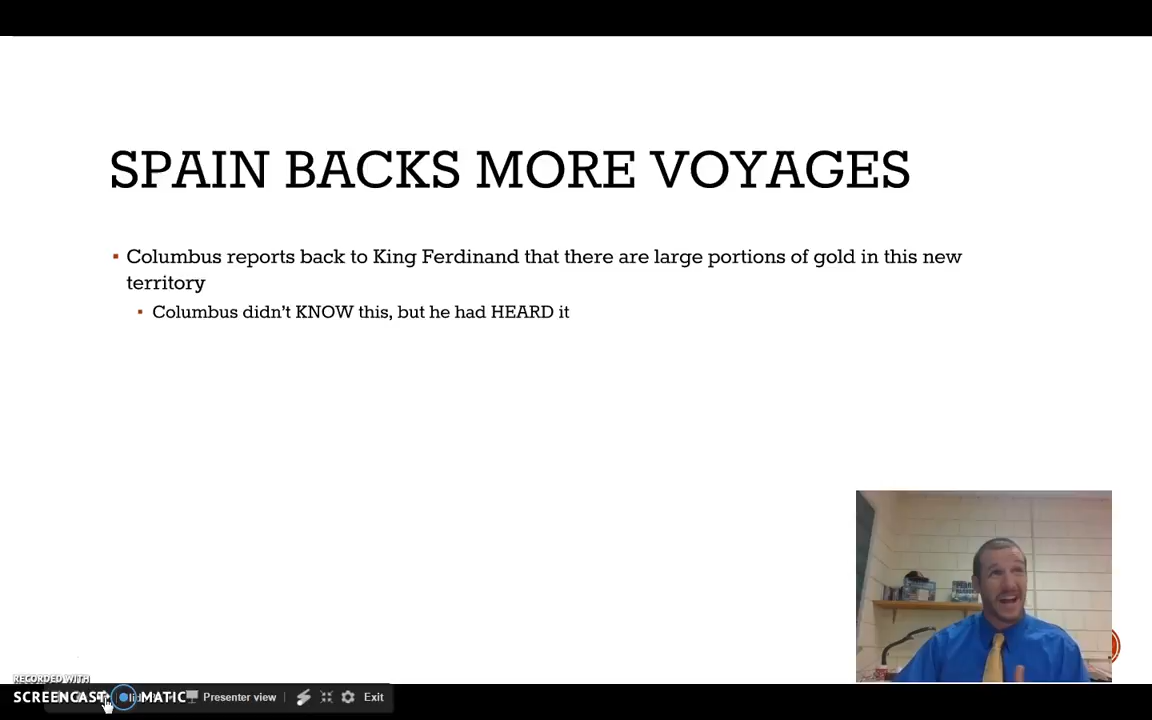 SPAIN BACKS MORE VOYAGES
▪ Columbus reports back to King Ferdinand that there are large portions of gold in this new
territory
▪ Columbus didn't KNOW this, but he had HEARD it
RECORDED WITH
SCREENCAST MATIC
Presenter view
Exit